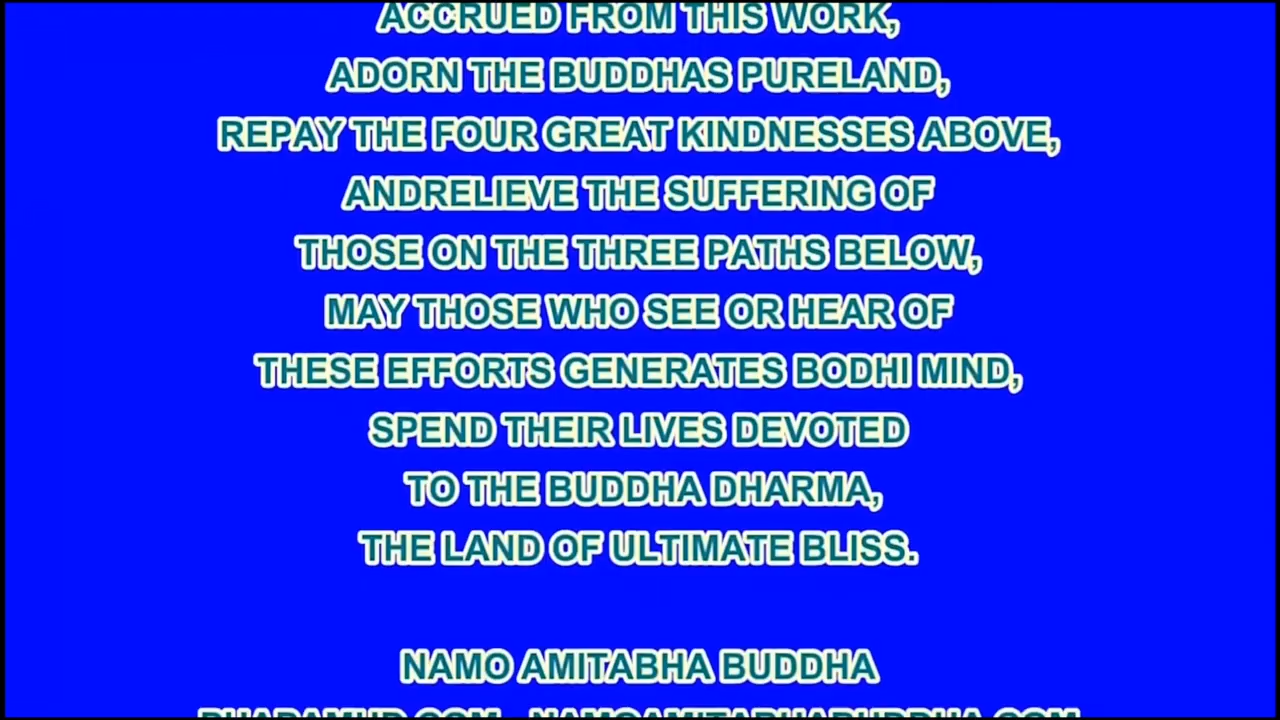 ACCRUED FROM THIS WORK,
ADORN THE BUDDHAS PURELAND,
REPAY THE FOUR GREAT KINDNESSES ABOVE,
ANDRELIEVE THE SUFFERING OF
THOSE ON THE THREE PATHS BELOW,
MAY THOSE WHO SEE OR HEAR OF
THESE EFFORTS GENERATES BODHI MIND,
SPEND THEIR LIVES DEVOTED
TO THE BUDDHA DHARMA,
THE LAND OF ULTIMATE BLISS.
NAMO AMITABHA BUDDHA